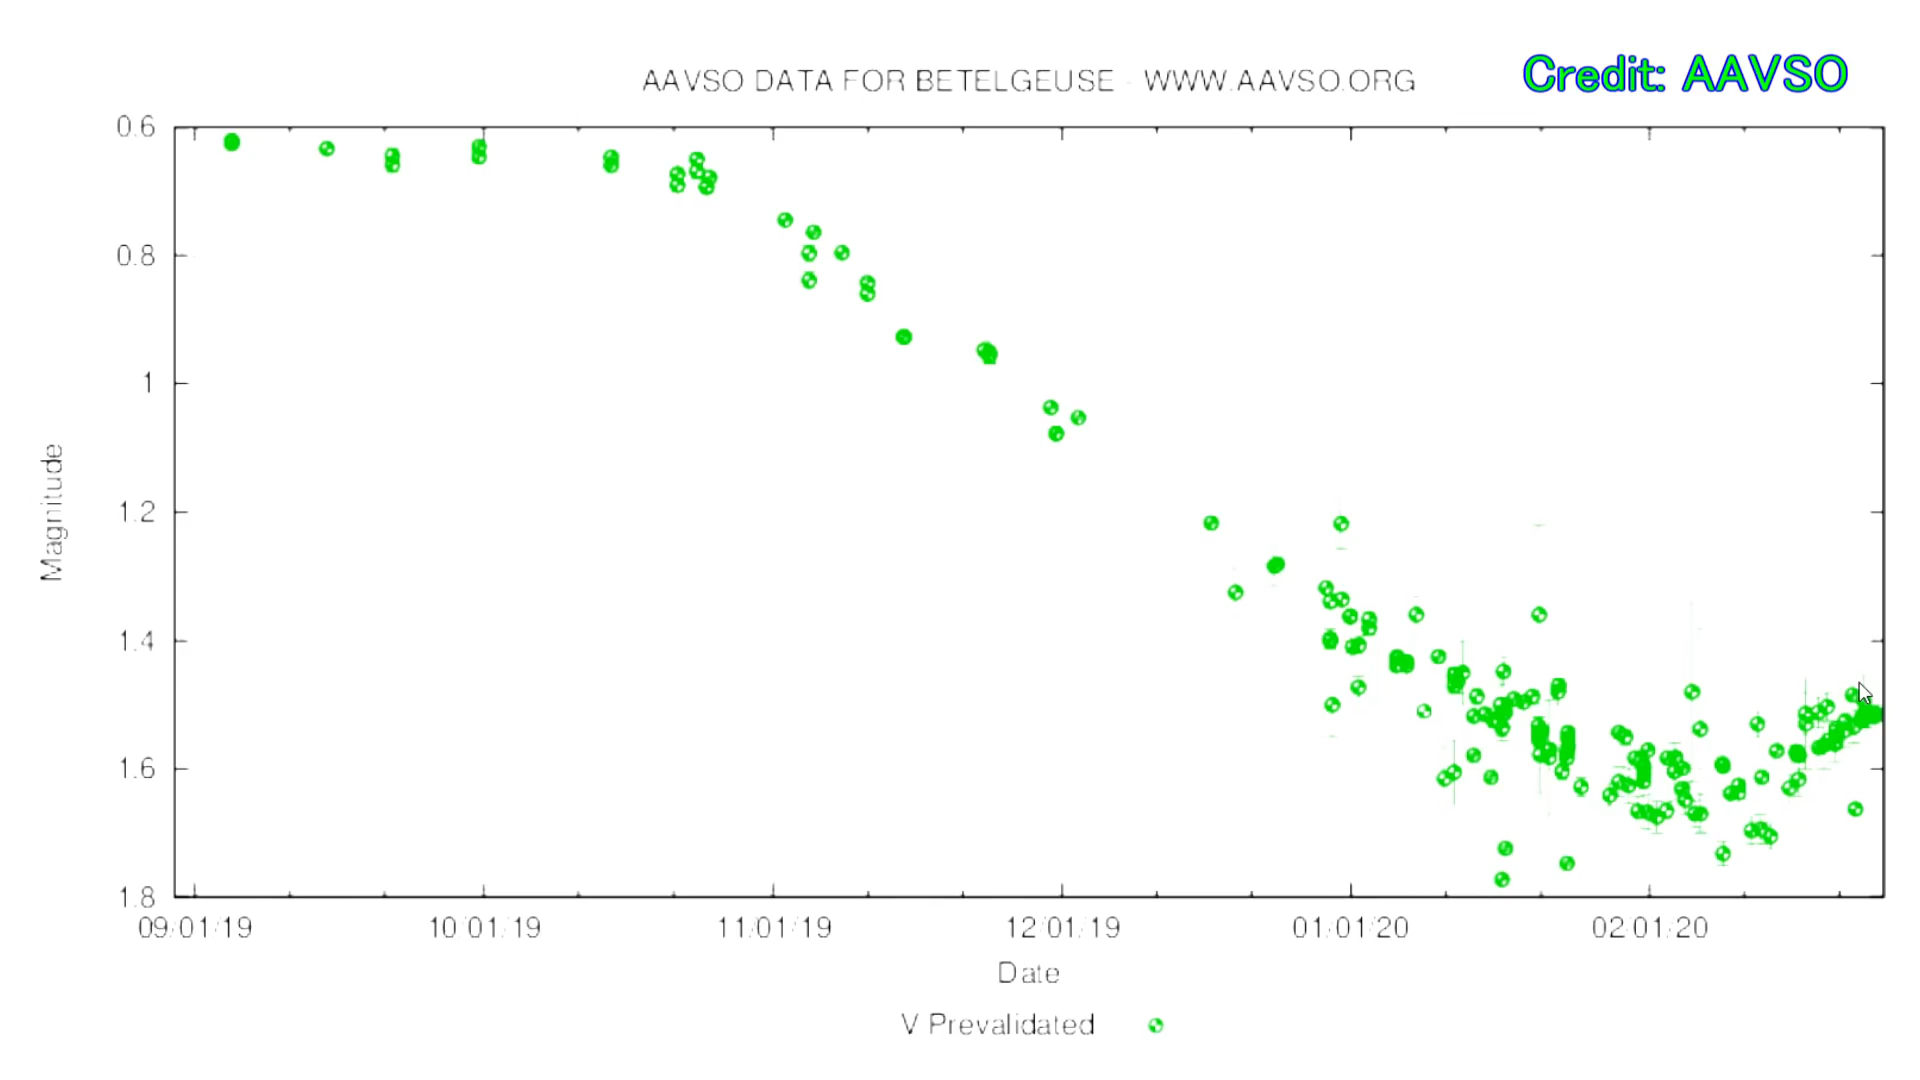 AAVSO DATA FOR BETELGEUSE - WWW.AAVSO.ORG
Credit: AAVSO
0.6
0.8
1
1.2
1.4
1.6
1.8
Magnitude
09/01/19 10/01/19 11/01/19 12/01/19 01/01/20 02/01/20
Date
V Prevalidated